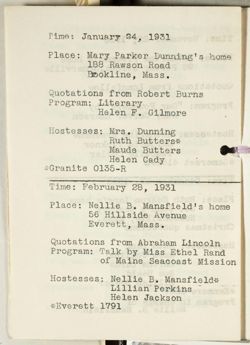 Time: January 24, 1931
Place: Mary Parker Dunning's home
188 Rawson Road
Brookline, Mass.
Quotations from Robert Burns
Program: Literary
Helen F. Gilmore
Hostesses: Mrs. Dunning
Ruth Butters*
Maude Butters
Helen Cady
*Granite 0135-R
Time: February 28, 1931
Place: Nellie B. Mansfield's home
56 Hillside Avenue
Everett, Mass.
Quotations from Abraham Lincoln
Program: Talk by Miss Ethel Rand
of Maine Seacoast Mission
Hostesses: Nellie B. Mansfield*
Lillian Perkins
Helen Jackson
*Everett 1791